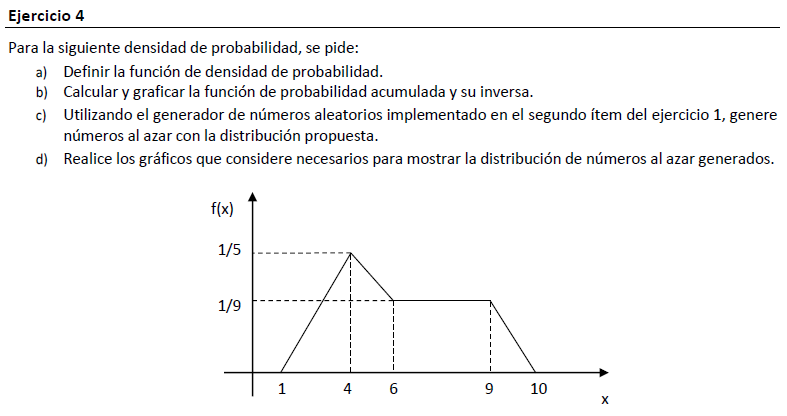 Ejercicio 4
Para la siguiente densidad de probabilidad, se pide:
a) Definir la función de densidad de probabilidad.
b) Calcular y graficar la función de probabilidad acumulada y su inversa.
c) Utilizando el generador de números aleatorios implementado en el segundo ítem del ejercicio 1, genere
números al azar con la distribución propuesta.
d) Realice los gráficos que considere necesarios para mostrar la distribución de números al azar generados.
f(x)
1/5
1/9
1 4 6 9 10
x